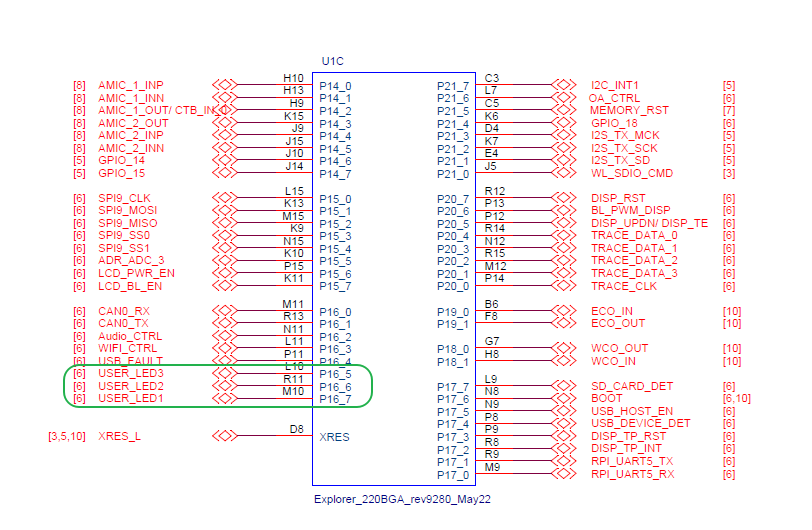 U1C
[8] AMIC_1_INP H10 P14_0 P21_7 C3 I2C_INT1 [5]
[8] AMIC_1_INN H13 P14_1 P21_6 L7 OA_CTRL [6]
[8] AMIC_1_OUT/ CTB_IN_0 H9 P14_2 P21_5 C5 MEMORY_RST [7]
[8] AMIC_2_OUT K15 P14_3 P21_4 K6 GPIO_18 [6]
[8] AMIC_2_INP J9 P14_4 P21_3 D4 I2S_TX_MCK [5]
[8] AMIC_2_INN J15 P14_5 P21_2 K7 I2S_TX_SCK [5]
[5] GPIO_14 J10 P14_6 P21_1 E4 I2S_TX_SD [5]
[5] GPIO_15 J14 P14_7 P21_0 J5 WL_SDIO_CMD [3]
[6] SPI9_CLK L15 P15_0 P20_7 R12 DISP_RST [6]
[6] SPI9_MOSI K13 P15_1 P20_6 P13 BL_PWM_DISP [6]
[6] SPI9_MISO M15 P15_2 P20_5 P12 DISP_UPDN/ DISP_TE [6]
[6] SPI9_SS0 K9 P15_3 P20_4 R14 TRACE_DATA_0 [6]
[6] SPI9_SS1 N15 P15_4 P20_3 N12 TRACE_DATA_1 [6]
[6] ADR_ADC_3 K10 P15_5 P20_2 R15 TRACE_DATA_2 [6]
[6] LCD_PWR_EN P15 P15_6 P20_1 M12 TRACE_DATA_3 [6]
[6] LCD_BL_EN K11 P15_7 P20_0 P14 TRACE_CLK [6]
[6] CAN0_RX M11 P16_0 P19_0 B6 ECO_IN [10]
[6] CAN0_TX R13 P16_1 P19_1 F8 ECO_OUT [10]
[6] Audio_CTRL N11 P16_2
[6] WIFI_CTRL L11 P16_3 P18_0 G7 WCO_OUT [10]
[6] USB_FAULT P11 P16_4 P18_1 H8 WCO_IN [10]
[6] USER_LED3 L10 P16_5
[6] USER_LED2 R11 P16_6 P17_7 L9 SD_CARD_DET [6]
[6] USER_LED1 M10 P16_7 P17_6 N8 BOOT [6,10]
P17_5 N9 USB_HOST_EN [6]
P17_4 P8 USB_DEVICE_DET [6]
[3,5,10] XRES_L D8 XRES P17_3 P9 DISP_TP_RST [6]
P17_2 R8 DISP_TP_INT [6]
P17_1 R9 RPI_UART5_TX [6]
P17_0 M9 RPI_UART5_RX [6]
Explorer_220BGA_rev9280_May22